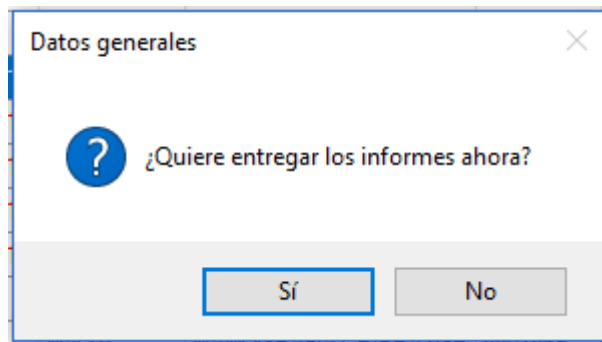 Datos generales
¿Quiere entregar los informes ahora?
Sí
No